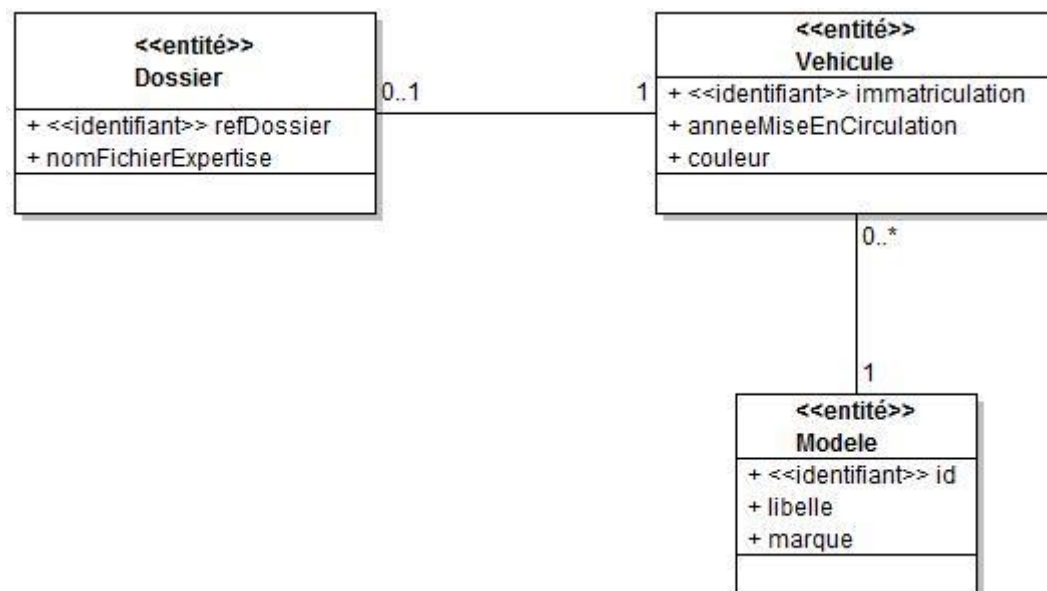 <<entité>>
Dossier
+ <<identifiant>> refDossier
+ nomFichierExpertise
0..1
1
<<entité>>
Vehicule
+ <<identifiant>> immatriculation
+ anneeMiseEnCirculation
+ couleur
0..*
1
<<entité>>
Modele
+ <<identifiant>> id
+ libelle
+ marque